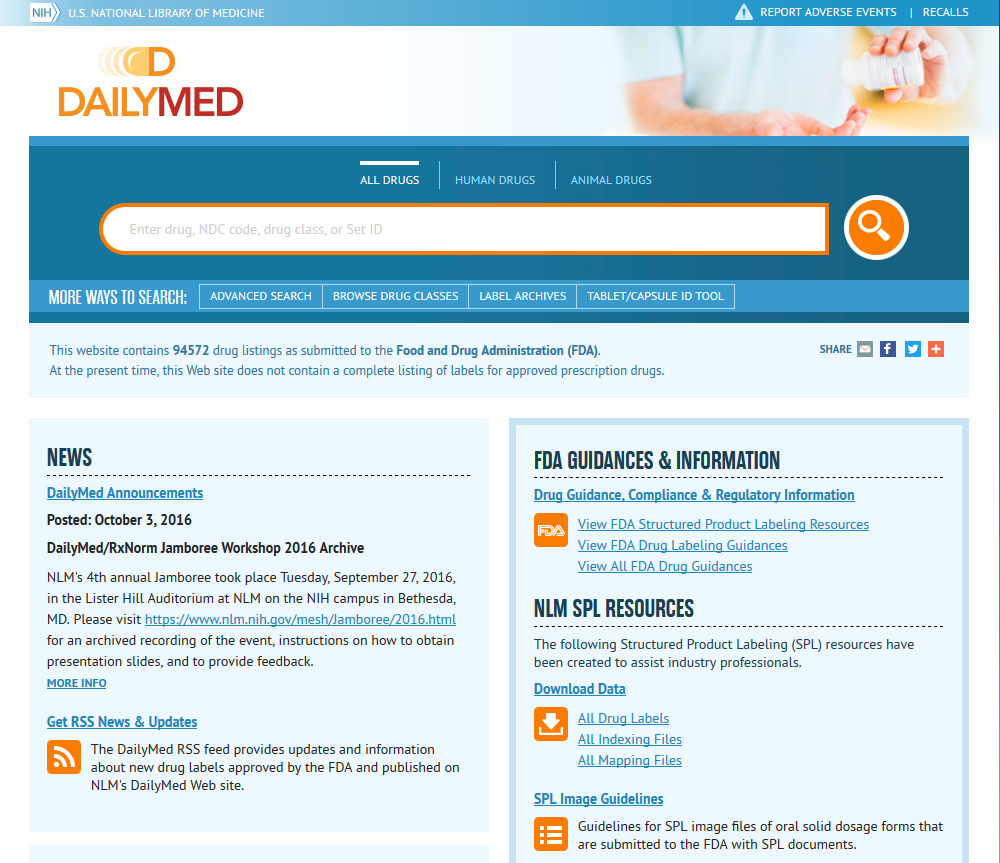 NIH U.S. NATIONAL LIBRARY OF MEDICINE
REPORT ADVERSE EVENTS | RECALLS
D
DAILYMED
ALL DRUGS
HUMAN DRUGS
ANIMAL DRUGS
Enter drug, NDC code, drug class, or Set ID
MORE WAYS TO SEARCH:
ADVANCED SEARCH
BROWSE DRUG CLASSES
LABEL ARCHIVES
TABLET/CAPSULE ID TOOL
This website contains 94572 drug listings as submitted to the Food and Drug Administration (FDA).
At the present time, this Web site does not contain a complete listing of labels for approved prescription drugs.
SHARE
NEWS
DailyMed Announcements
Posted: October 3, 2016
DailyMed/RxNorm Jamboree Workshop 2016 Archive
NLM's 4th annual Jamboree took place Tuesday, September 27, 2016,
in the Lister Hill Auditorium at NLM on the NIH campus in Bethesda,
MD. Please visit https://www.nlm.nih.gov/mesh/Jamboree/2016.html
for an archived recording of the event, instructions on how to obtain
presentation slides, and to provide feedback.
MORE INFO
Get RSS News & Updates
The DailyMed RSS feed provides updates and information
about new drug labels approved by the FDA and published on
NLM's DailyMed Web site.
FDA GUIDANCES & INFORMATION
Drug Guidance, Compliance & Regulatory Information
FDA
View FDA Structured Product Labeling Resources
View FDA Drug Labeling Guidances
View All FDA Drug Guidances
NLM SPL RESOURCES
The following Structured Product Labeling (SPL) resources have
been created to assist industry professionals.
Download Data
All Drug Labels
All Indexing Files
All Mapping Files
SPL Image Guidelines
Guidelines for SPL image files of oral solid dosage forms that
are submitted to the FDA with SPL documents.